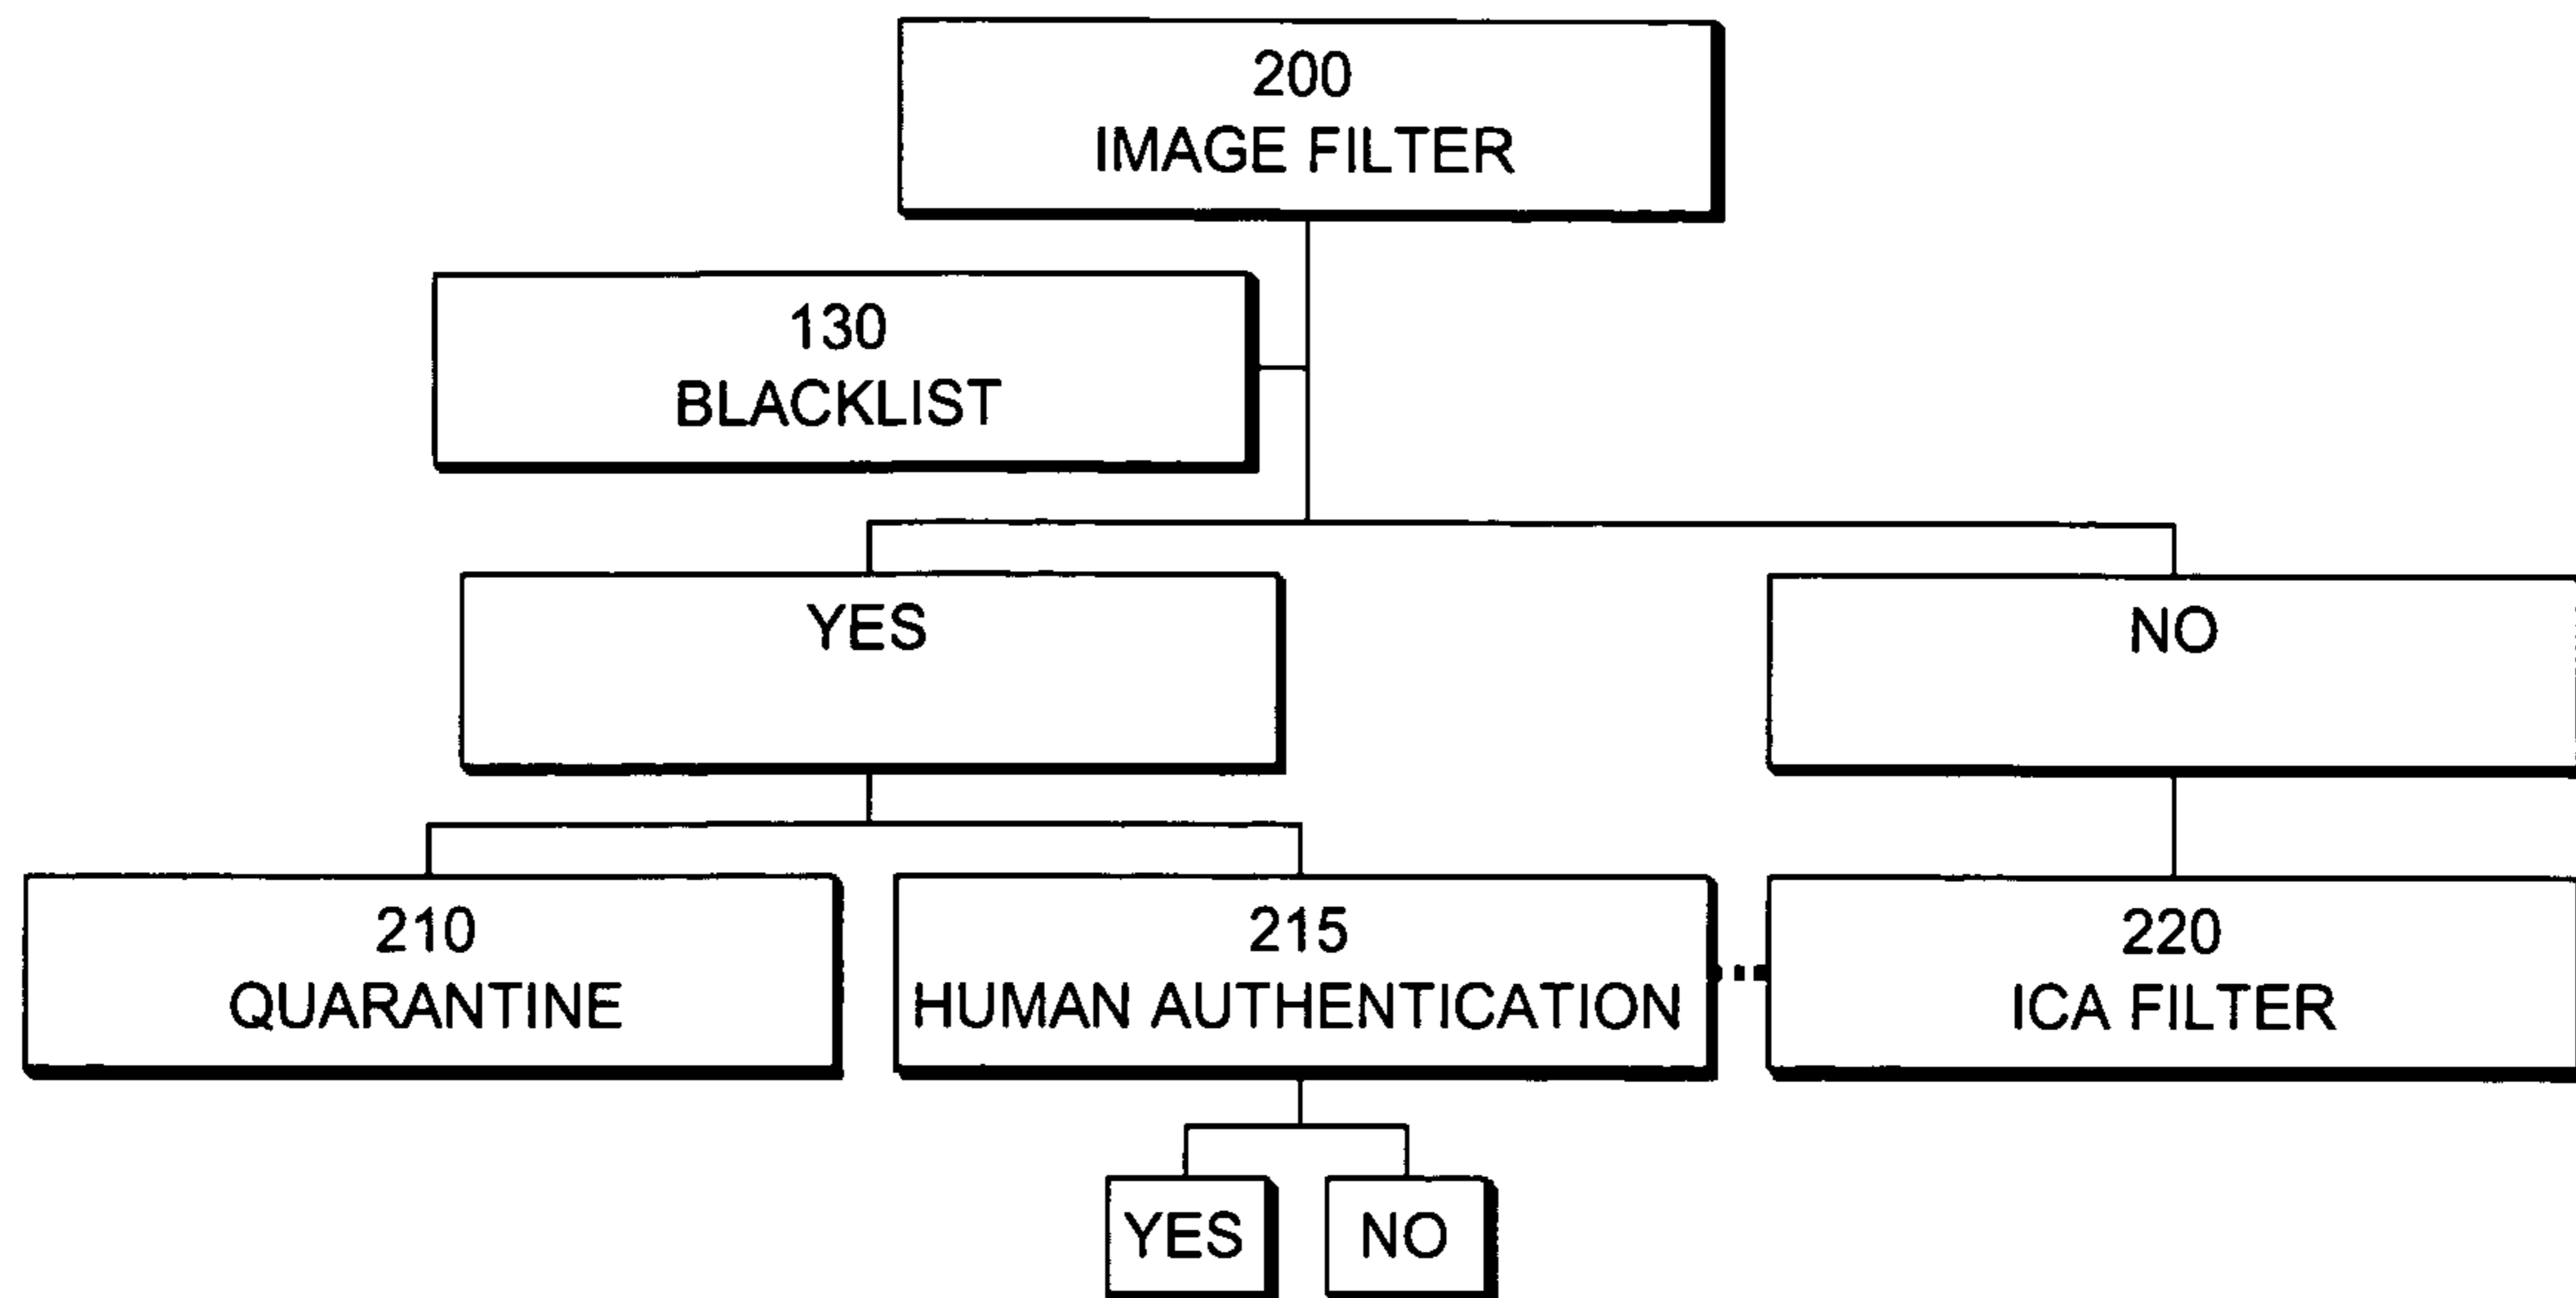 200
IMAGE FILTER
130
BLACKLIST
YES
NO
210
QUARANTINE
215
HUMAN AUTHENTICATION
220
ICA FILTER
YES
NO